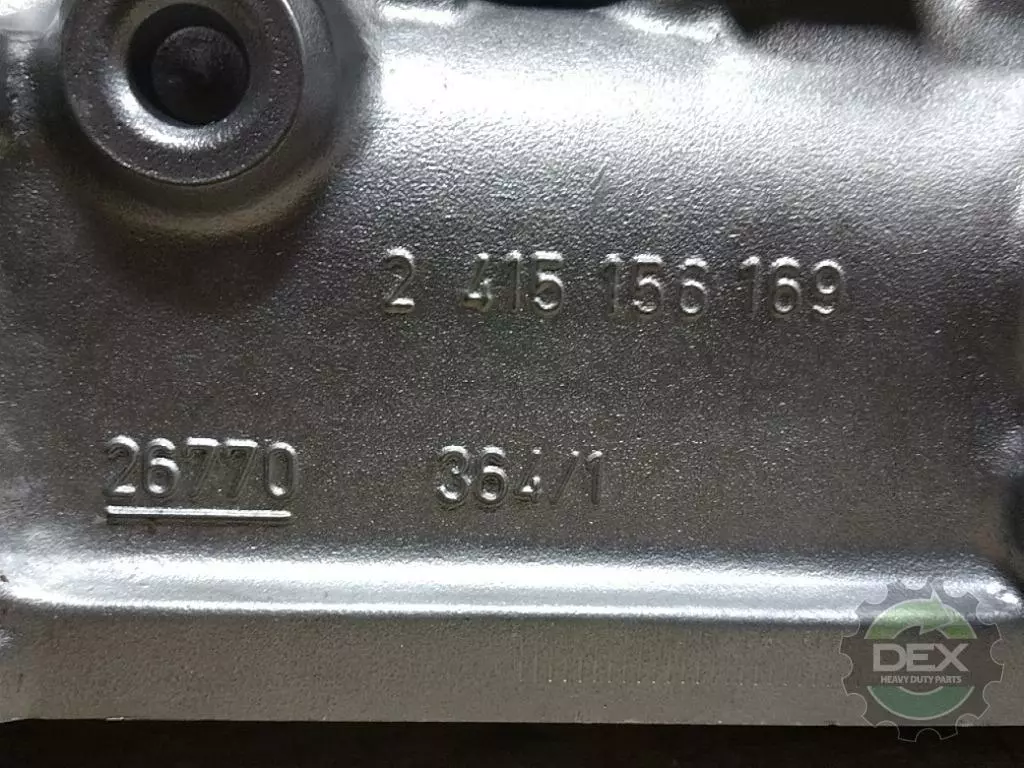 2 415 156 169
26770 364/1
DEX
HEAVY DUTY PARTS